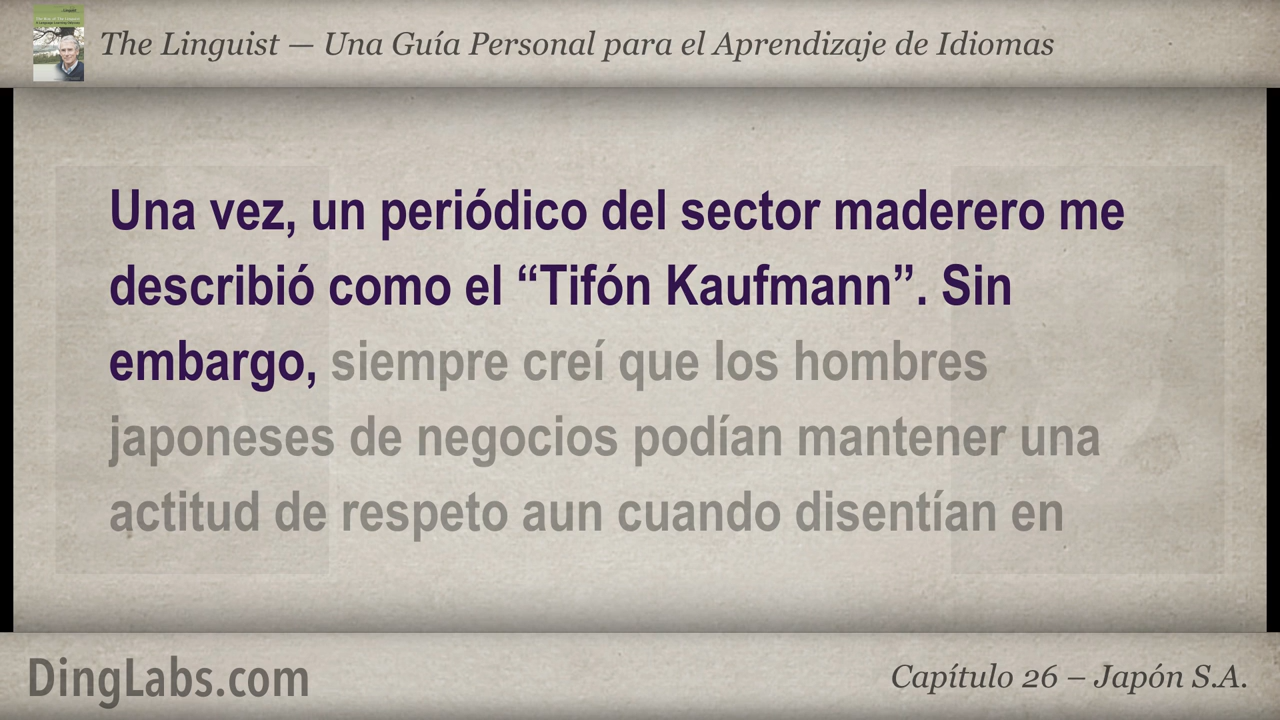 The Linguist — Una Guía Personal para el Aprendizaje de Idiomas
Una vez, un periódico del sector maderero me
describió como el “Tifón Kaufmann”. Sin
embargo, siempre creí que los hombres
japoneses de negocios podían mantener una
actitud de respeto aun cuando disentían en
DingLabs.com
Capítulo 26 – Japón S.A.